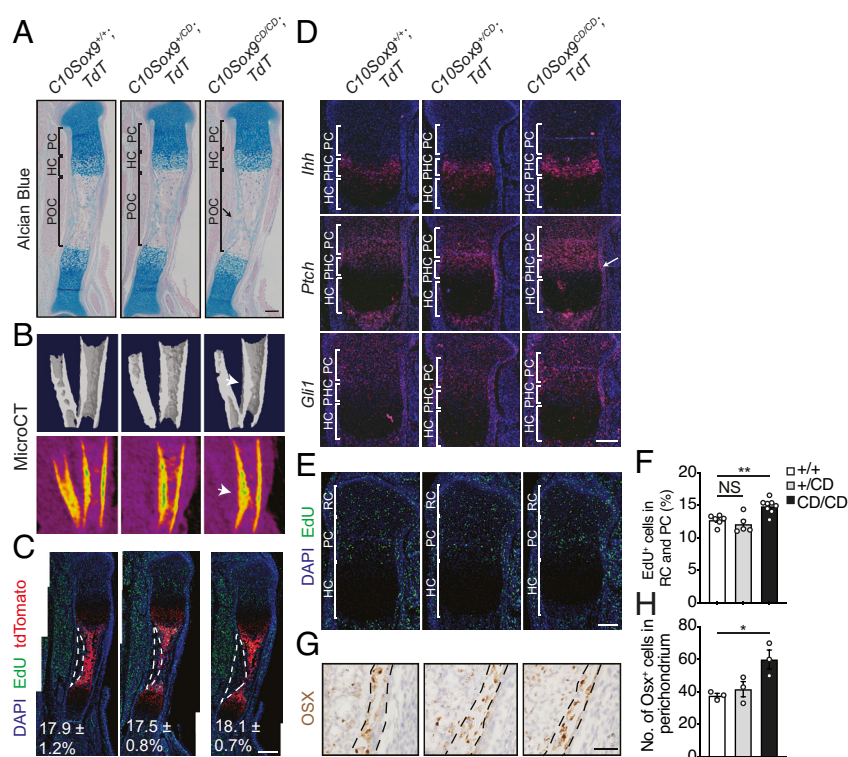 A
C10Sox9+/+; TdT
C10Sox9+/CD; TdT
C10Sox9CD/CD; TdT
Alcian Blue
PC
HC
POC
PC
HC
POC
PC
HC
POC
B
MicroCT
C
DAPI EdU tdTomato
17.9 ± 1.2%
17.5 ± 0.8%
18.1 ± 0.7%
D
C10Sox9+/+; TdT
C10Sox9+/CD; TdT
C10Sox9CD/CD; TdT
Ihh
HC PHC PC
HC PHC PC
HC PHC PC
Ptch
HC PHC PC
HC PHC PC
HC PHC PC
Gli1
HC PHC PC
HC PHC PC
HC PHC PC
E
DAPI EdU
HC PC RC
HC PC RC
HC PC RC
F
EdU+ cells in
RC and PC (%)
20
15
10
5
0
NS
**
+/+
+/CD
CD/CD
G
OSX
H
No. of Osx+ cells in
perichondrium
80
60
40
20
0
*